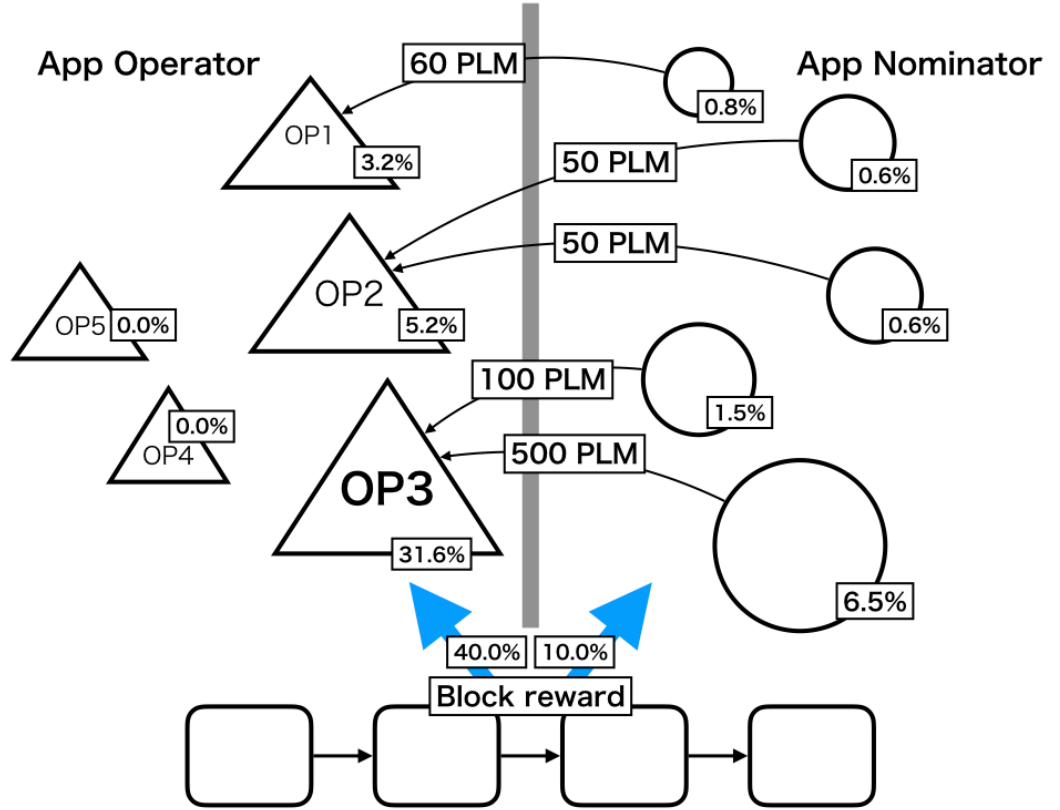 App Operator
App Nominator
60 PLM
0.8%
OP1
3.2%
50 PLM
0.6%
50 PLM
0.6%
OP2
5.2%
OP5
0.0%
100 PLM
1.5%
0.0%
OP4
500 PLM
OP3
31.6%
6.5%
40.0%
10.0%
Block reward